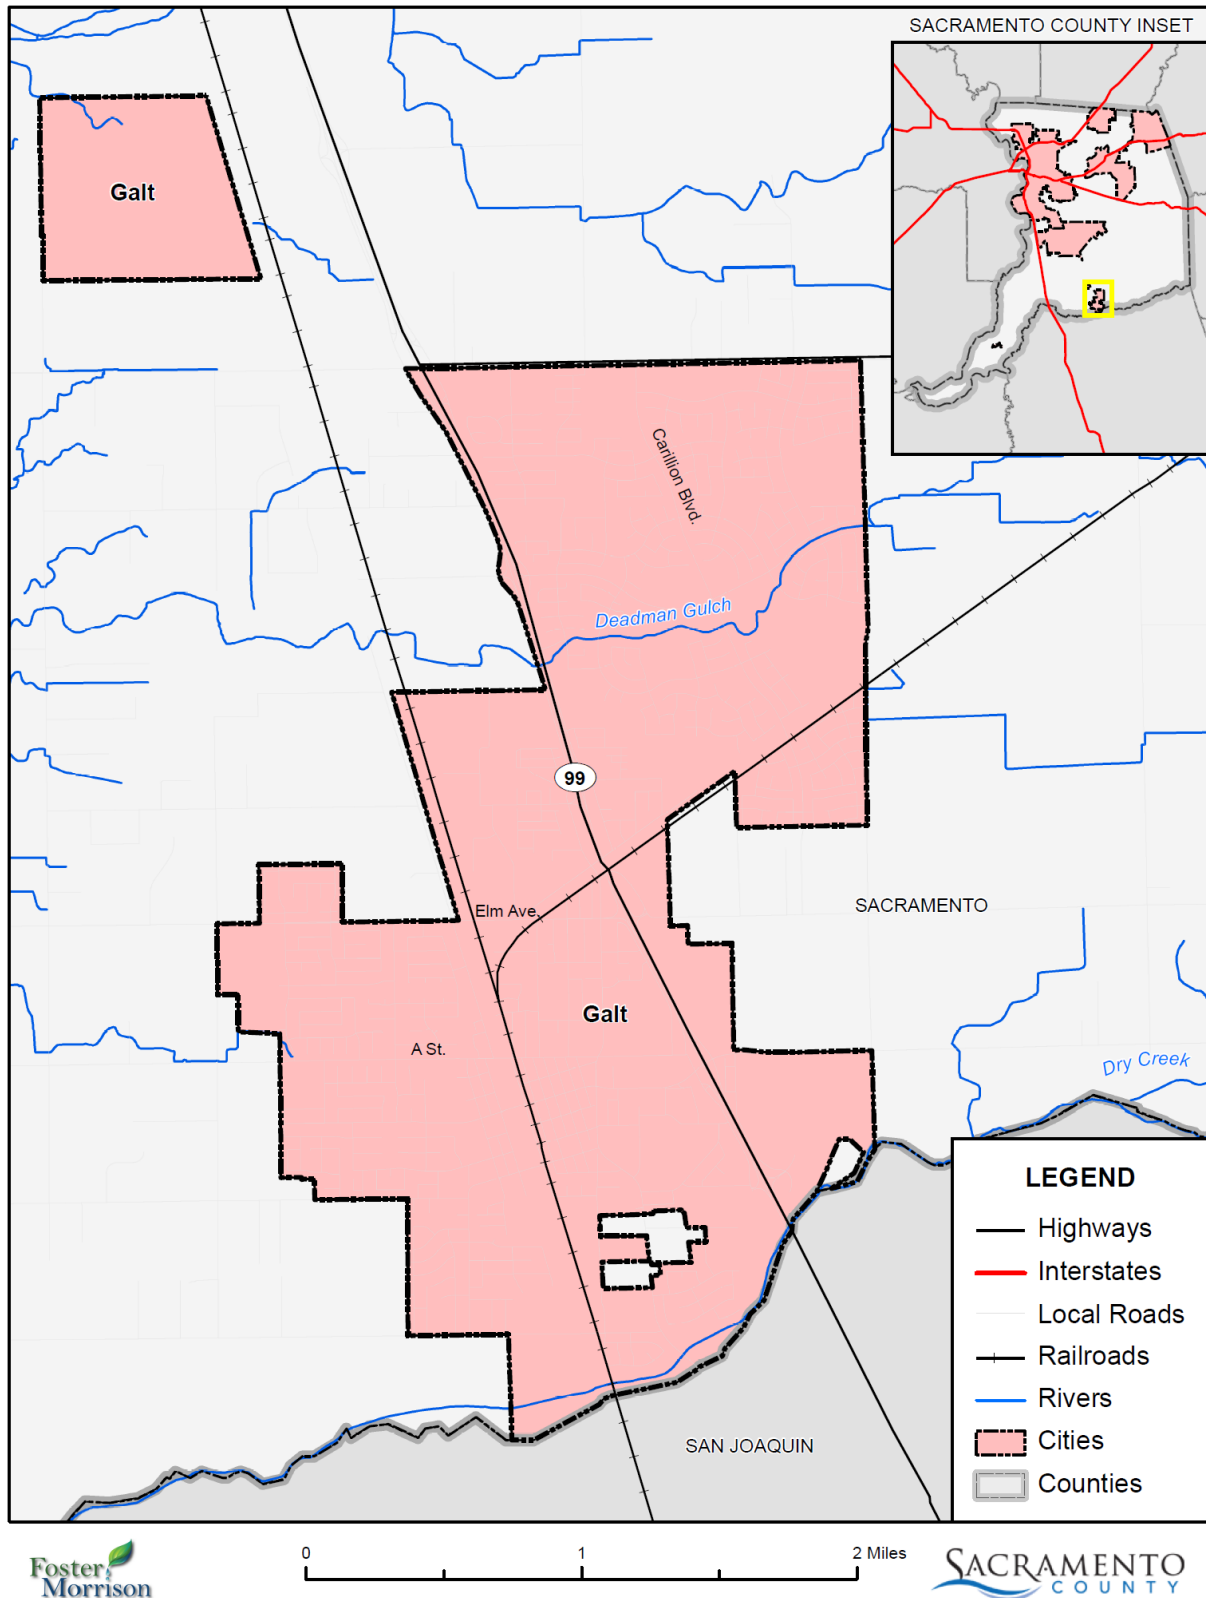 SACRAMENTO COUNTY INSET
Galt
Carillion Blvd.
Deadman Gulch
99
Elm Ave.
SACRAMENTO
Galt
A St.
Dry Creek
SAN JOAQUIN
LEGEND
Highways
Interstates
Local Roads
Railroads
Rivers
Cities
Counties
Foster
Morrison
0 1 2 Miles
SACRAMENTO
COUNTY